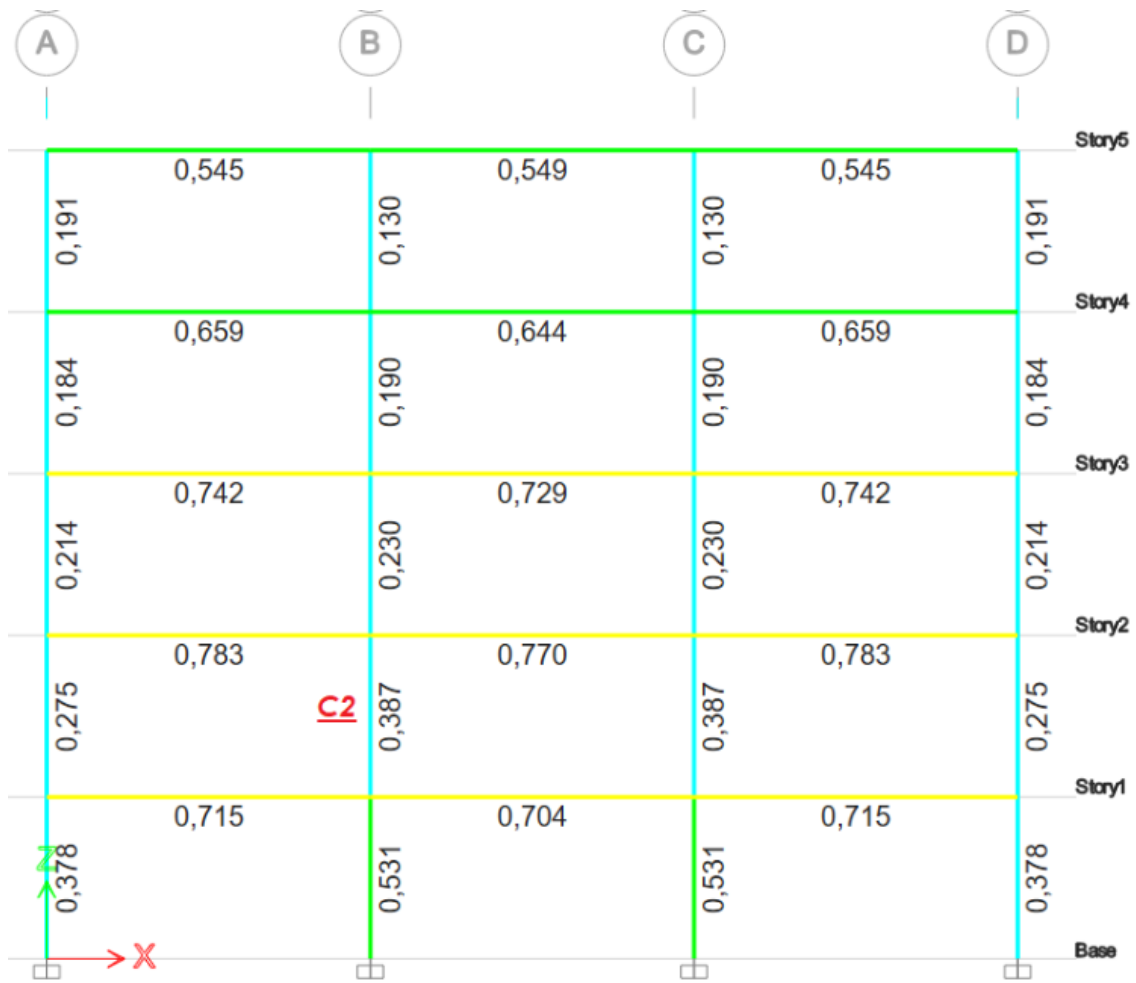 A B C D
Story5
0,545 0,549 0,545
0,191 0,130 0,130 0,191
Story4
0,659 0,644 0,659
0,184 0,190 0,190 0,184
Story3
0,742 0,729 0,742
0,214 0,230 0,230 0,214
Story2
0,783 0,770 0,783
0,275 C2 0,387 0,387 0,275
Story1
0,715 0,704 0,715
0,378 0,531 0,531 0,378
Z
X
Base